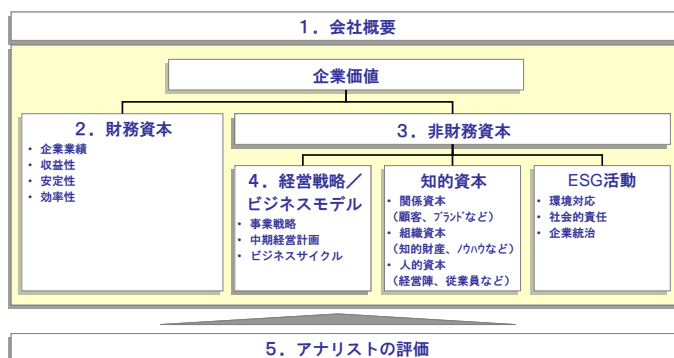 1．会社概要
企業価値
2．財務資本
・ 企業業績
・ 収益性
・ 安定性
・ 効率性
3．非財務資本
4．経営戦略／
ビジネスモデル
・ 事業戦略
・ 中期経営計画
・ ビジネスサイクル
知的資本
・ 関係資本
（顧客、ブランドなど）
・ 組織資本
（知的財産、ノウハウなど）
・ 人的資本
（経営陣、従業員など）
ESG活動
・ 環境対応
・ 社会的責任
・ 企業統治
5．アナリストの評価